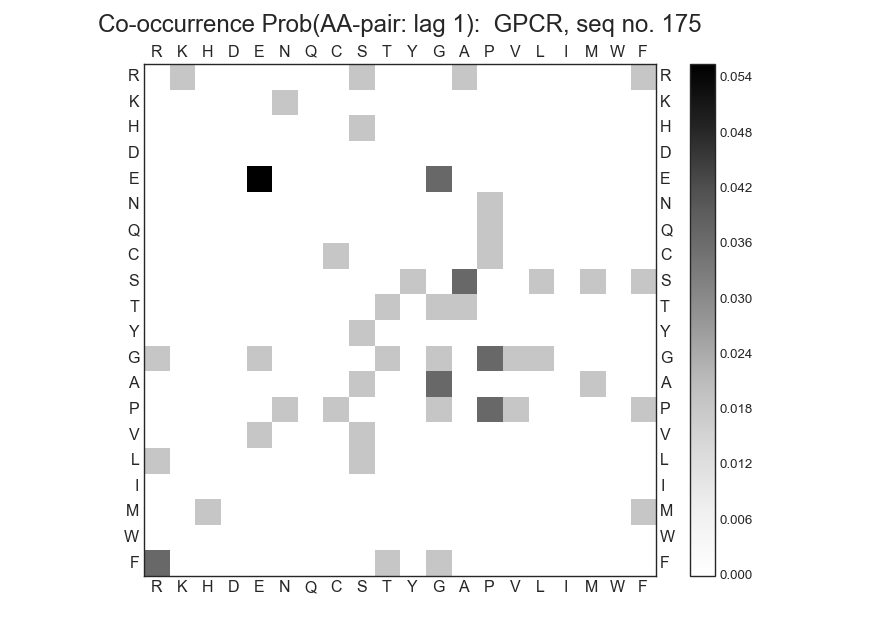 Co-occurrence Prob(AA-pair: lag 1):  GPCR, seq no. 175
R K H D E N Q C S T Y G A P V L I M W F
R R 0.054
K K
H H 0.048
D D
E E 0.042
N N
Q Q 0.036
C C
S S 0.030
T T
Y Y 0.024
G G
A A 0.018
P P
V V 0.012
L L
I I 0.006
M M
W W
F F 0.000
R K H D E N Q C S T Y G A P V L I M W F